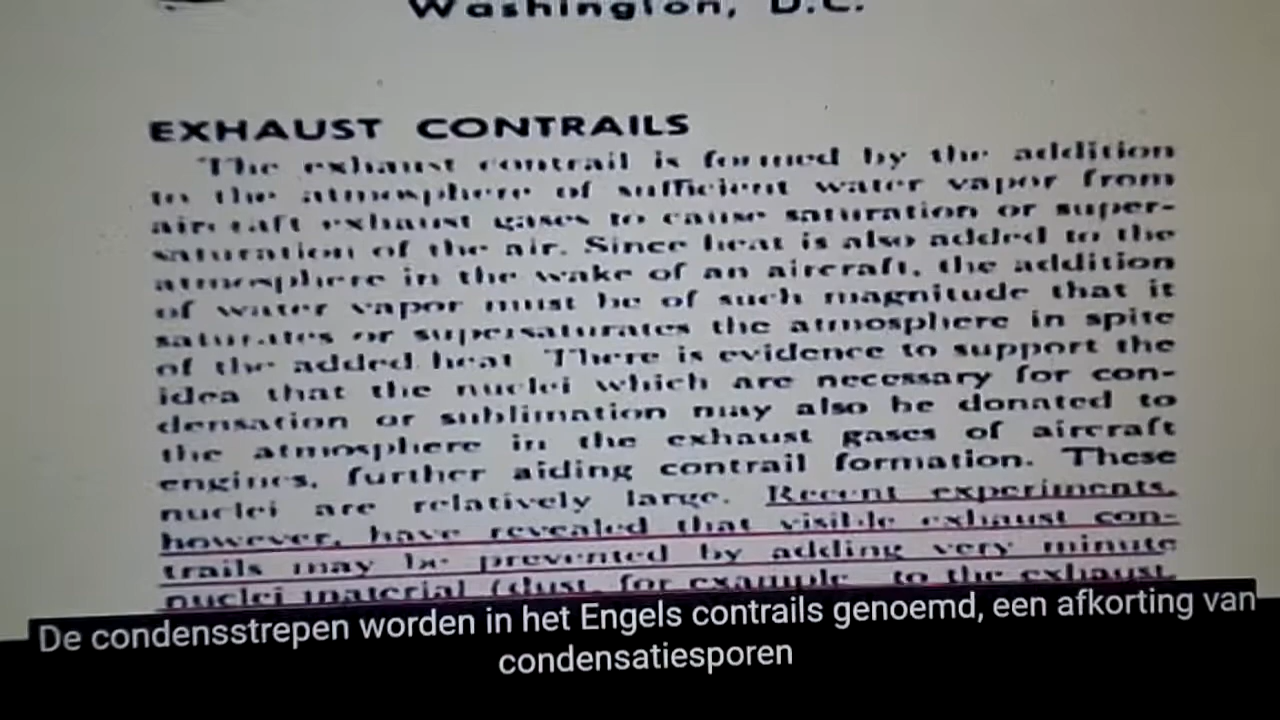 Washington, D.C.
EXHAUST CONTRAILS
The exhaust contrail is formed by the addition
to the atmosphere of sufficient water vapor from
aircraft exhaust gases to cause saturation or super-
saturation of the air. Since heat is also added to the
atmosphere in the wake of an aircraft, the addition
of water vapor must be of such magnitude that it
saturates or supersaturates the atmosphere in spite
of the added heat. There is evidence to support the
idea that the nuclei which are necessary for con-
densation or sublimation may also be donated to
the atmosphere in the exhaust gases of aircraft
engines, further aiding contrail formation. These
nuclei are relatively large. Recent experiments,
however, have revealed that visible exhaust con-
trails may be prevented by adding very minute
nuclei material (dust, for example to the exhaust.
De condensstrepen worden in het Engels contrails genoemd, een afkorting van
condensatiesporen